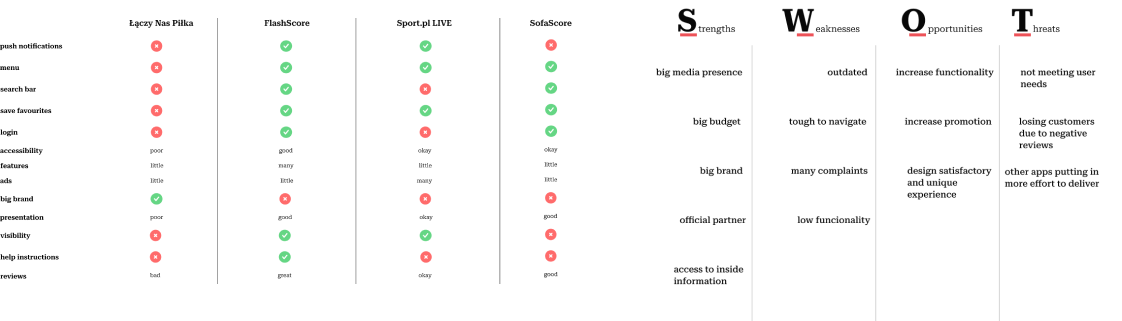 Łączy Nas Piłka FlashScore Sport.pl LIVE SofaScore
push notifications
menu
search bar
save favourites
login
accessibility poor good okay okay
features little many little little
ads little little many little
big brand
presentation poor good okay good
visibility
help instructions
reviews bad great okay good
Strengths Weaknesses Opportunities Threats
big media presence outdated increase functionality not meeting user
needs
big budget tough to navigate increase promotion losing customers
due to negative
reviews
big brand many complaints design satisfactory other apps putting in
and unique more effort to deliver
experience
official partner low funcionality
access to inside
information